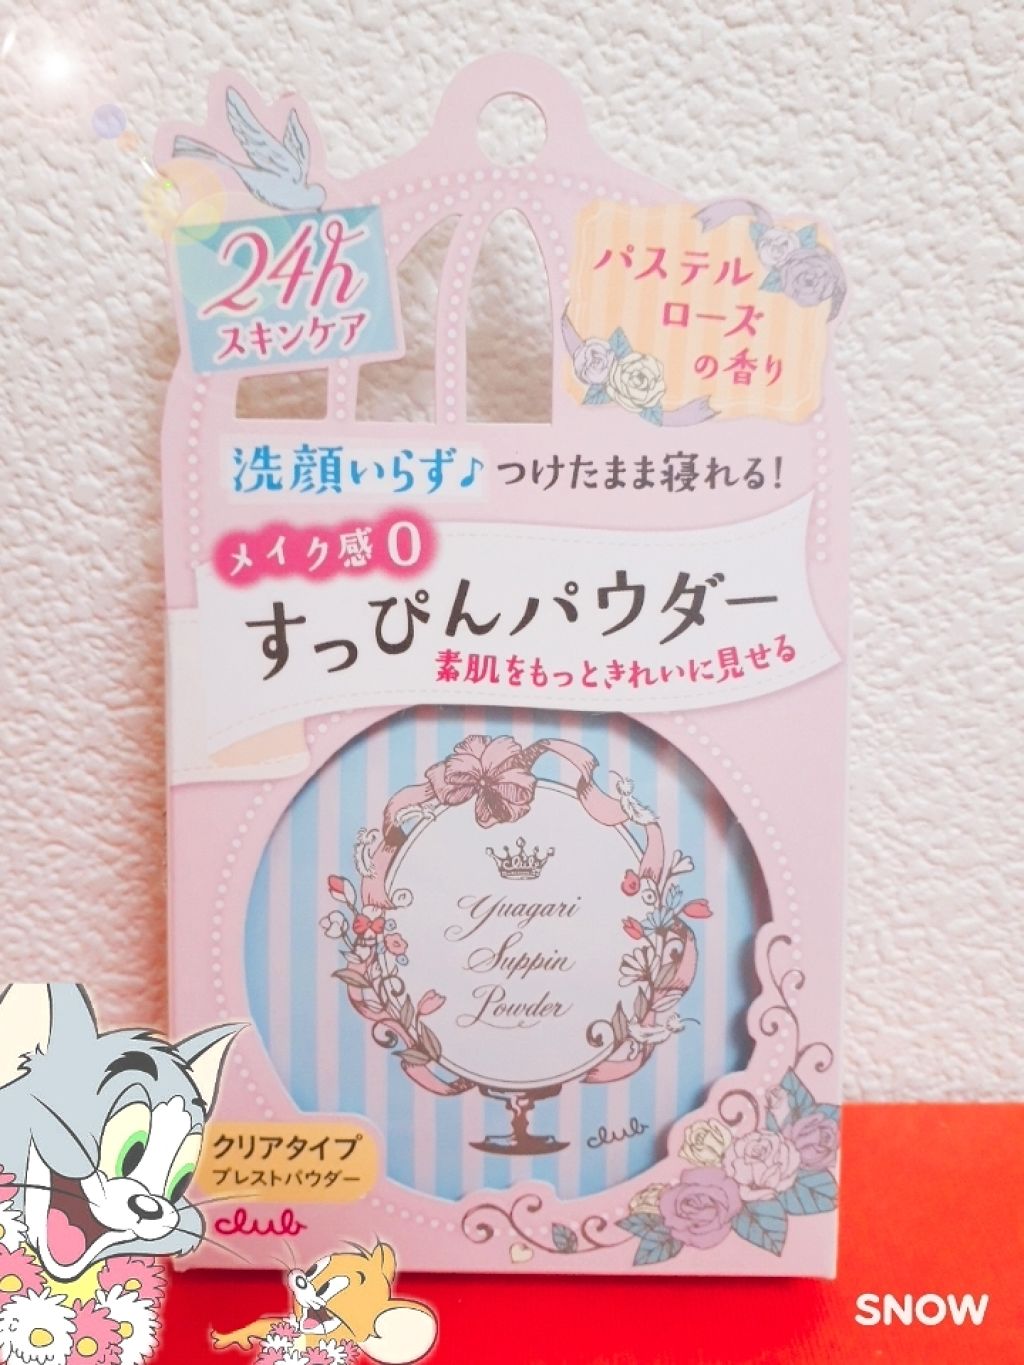 24h
スキンケア
パステル
ローズ
の香り
洗顔いらず♪つけたまま寝れる!
メイク感0
すっぴんパウダー
素肌をもっときれいに見せる
club
Yuagari
Suppin
Powder
club
クリアタイプ
プレストパウダー
club
SNOW